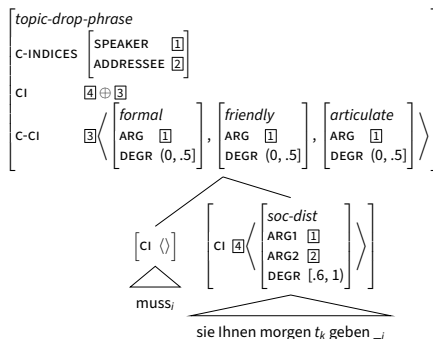 topic-drop-phrase
C-INDICES [SPEAKER [1]
ADDRESSEE [2]]
CI [4] ⊕ [3]
C-CI [3]⟨[formal ARG [1] DEGR (0, .5]], [friendly ARG [1] DEGR (0, .5]], [articulate ARG [1] DEGR (0, .5]]⟩
[CI ⟨⟩]
[CI [4]⟨[soc-dist ARG1 [1] ARG2 [2] DEGR [.6, 1)]⟩]
muss_i
sie Ihnen morgen t_k geben _i